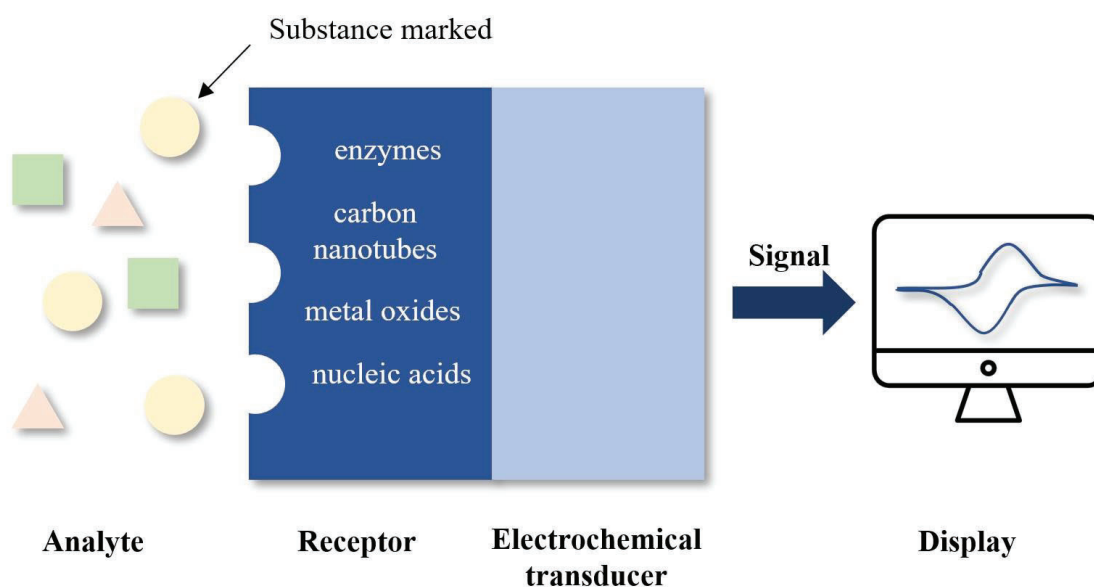 Substance marked
enzymes
carbon
nanotubes
metal oxides
nucleic acids
Signal
Analyte
Receptor
Electrochemical
transducer
Display